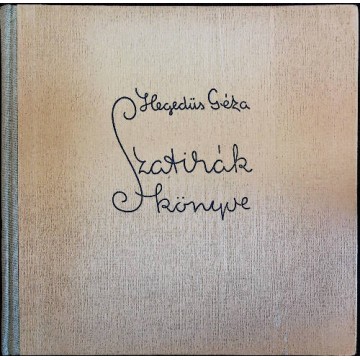 Hegedüs Géza
Szatirák
könyve